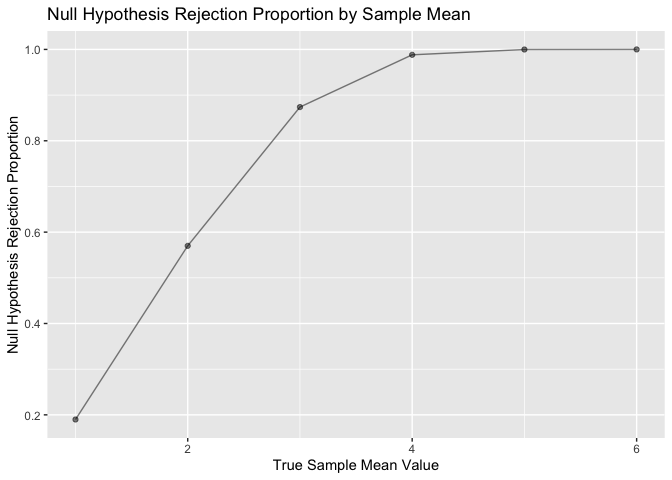 Null Hypothesis Rejection Proportion by Sample Mean
Null Hypothesis Rejection Proportion
1.0
0.8
0.6
0.4
0.2
2
4
6
True Sample Mean Value